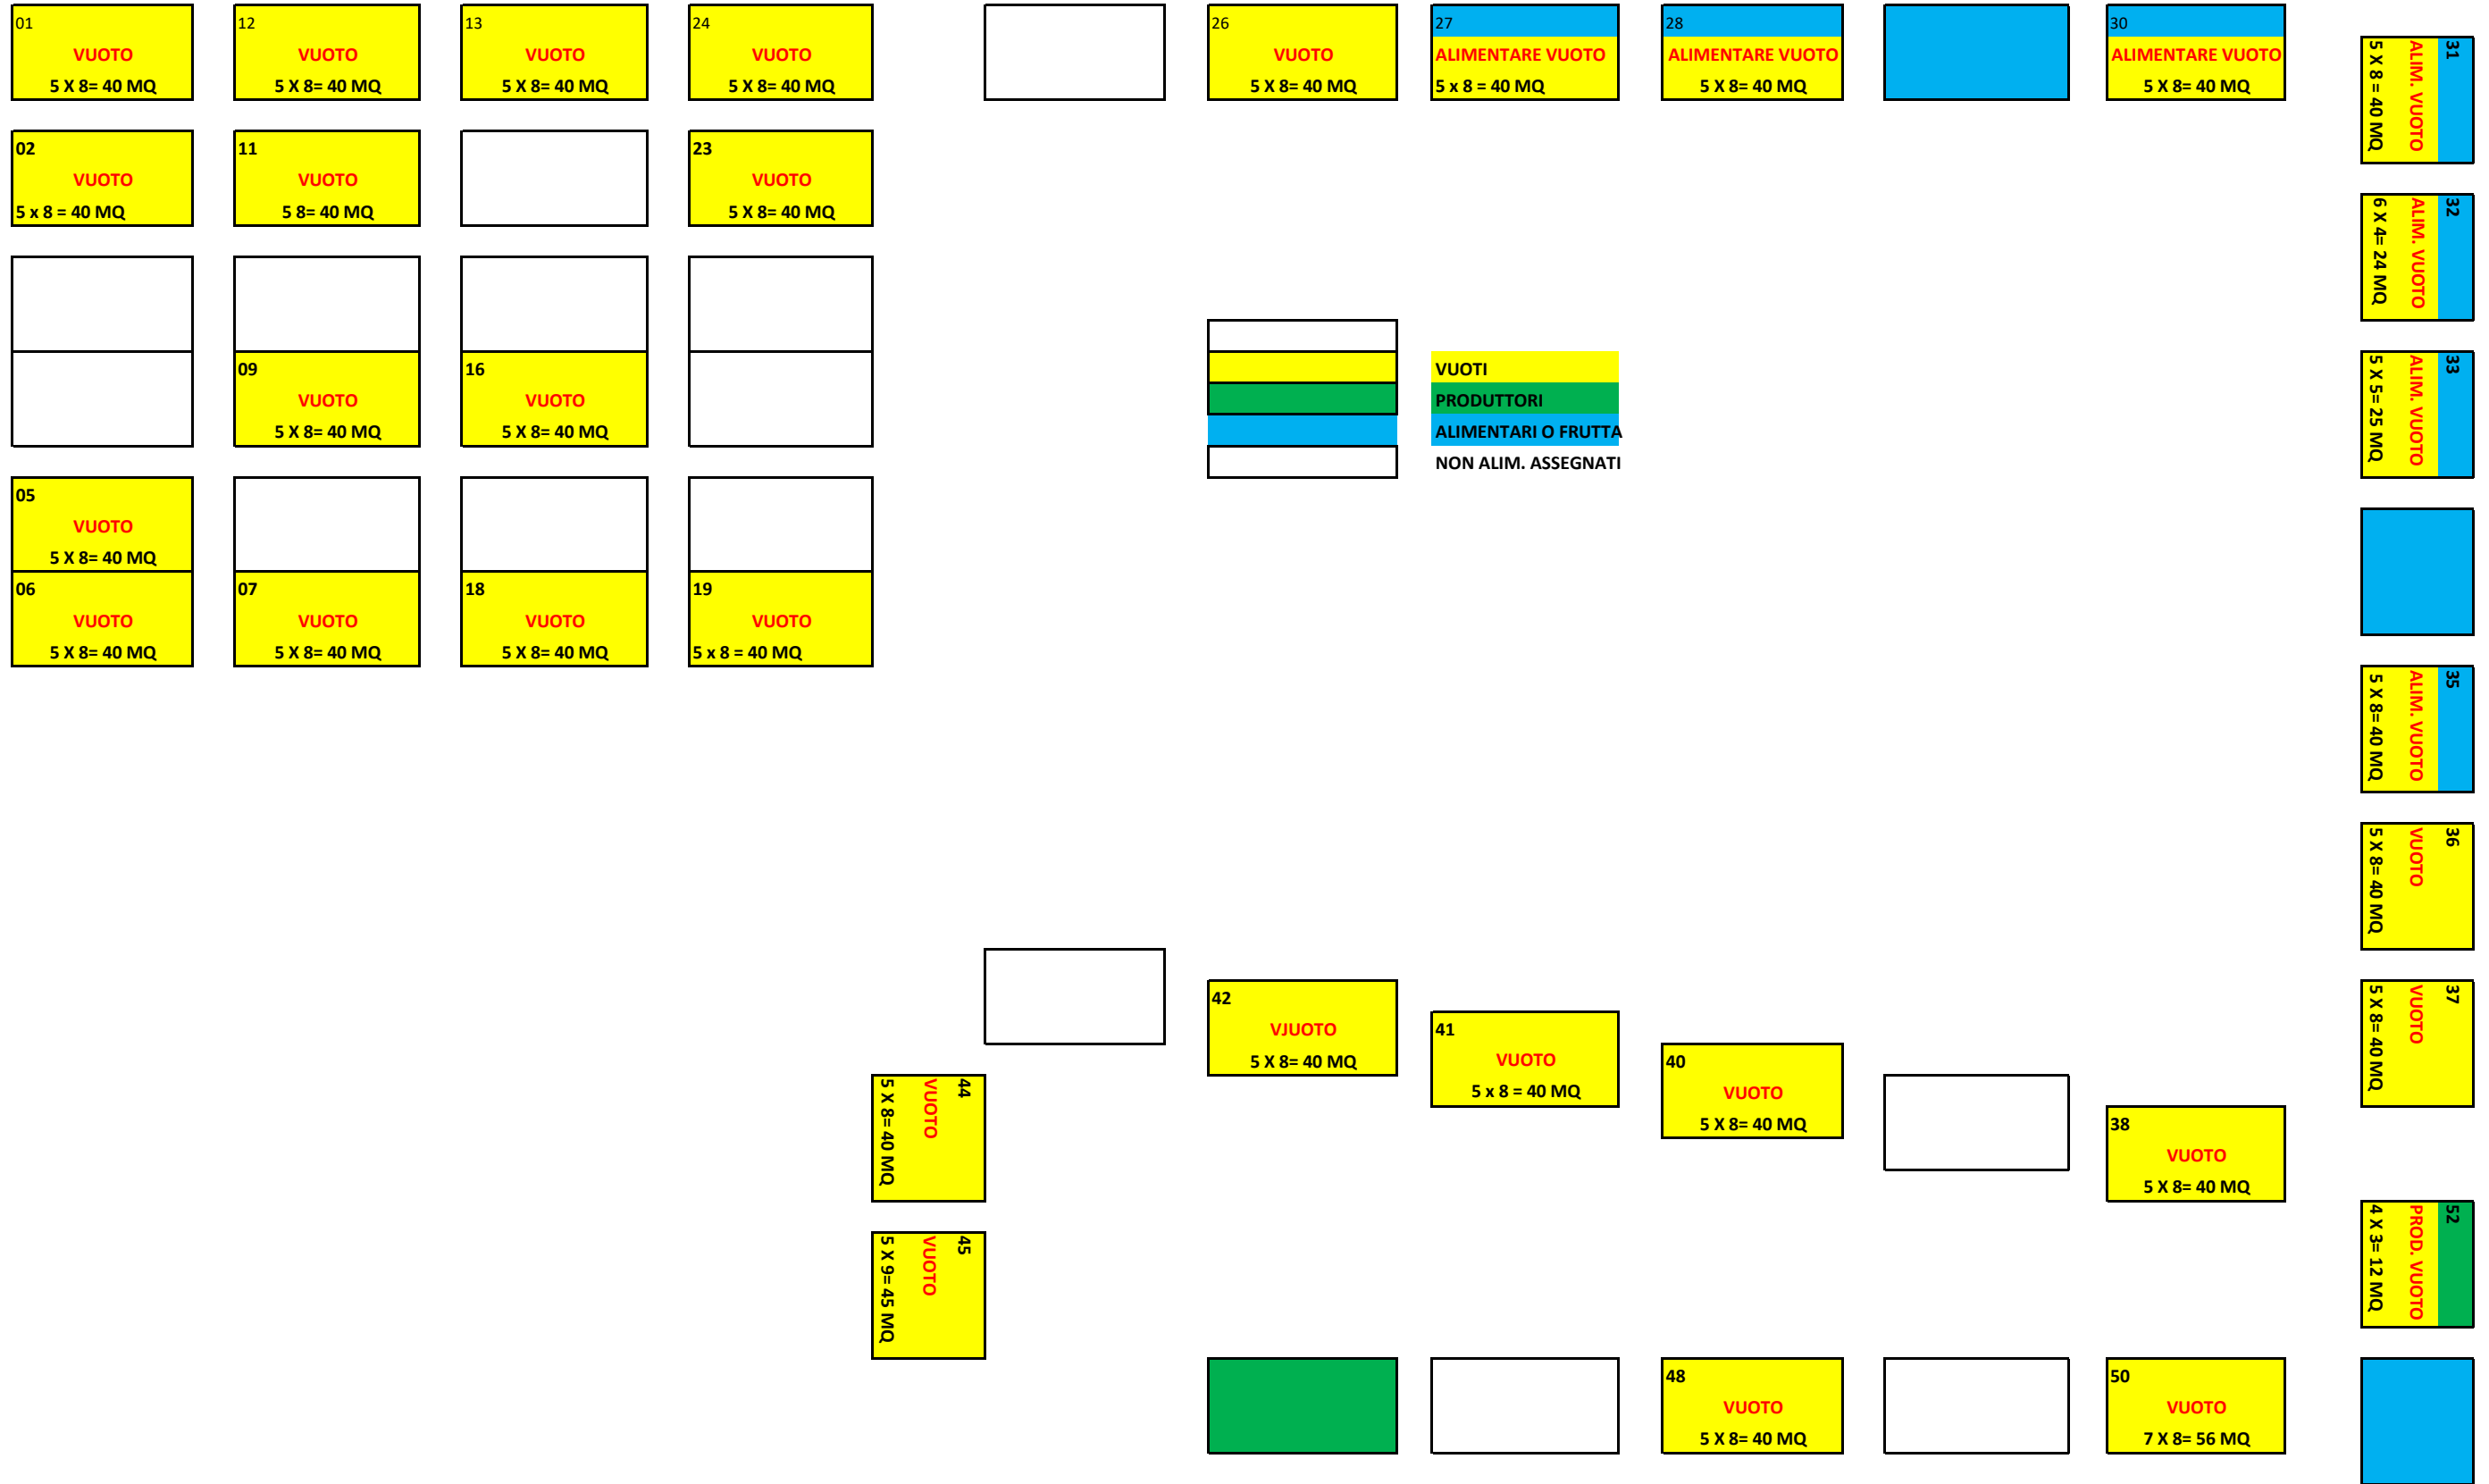 01
VUOTO
5 X 8= 40 MQ
12
VUOTO
5 X 8= 40 MQ
13
VUOTO
5 X 8= 40 MQ
24
VUOTO
5 X 8= 40 MQ
26
VUOTO
5 X 8= 40 MQ
27
ALIMENTARE VUOTO
5 x 8 = 40 MQ
28
ALIMENTARE VUOTO
5 X 8= 40 MQ
30
ALIMENTARE VUOTO
5 X 8= 40 MQ
31
ALIM. VUOTO
5 X 8 = 40 MQ
02
VUOTO
5 x 8 = 40 MQ
11
VUOTO
5 8= 40 MQ
23
VUOTO
5 X 8= 40 MQ
32
ALIM. VUOTO
6 X 4= 24 MQ
09
VUOTO
5 X 8= 40 MQ
16
VUOTO
5 X 8= 40 MQ
VUOTI
PRODUTTORI
ALIMENTARI O FRUTTA
NON ALIM. ASSEGNATI
33
ALIM. VUOTO
5 X 5= 25 MQ
05
VUOTO
5 X 8= 40 MQ
06
VUOTO
5 X 8= 40 MQ
07
VUOTO
5 X 8= 40 MQ
18
VUOTO
5 X 8= 40 MQ
19
VUOTO
5 x 8 = 40 MQ
35
ALIM. VUOTO
5 X 8= 40 MQ
36
VUOTO
5 X 8= 40 MQ
37
VUOTO
5 X 8= 40 MQ
42
VJUOTO
5 X 8= 40 MQ
41
VUOTO
5 x 8 = 40 MQ
40
VUOTO
5 X 8= 40 MQ
38
VUOTO
5 X 8= 40 MQ
44
VUOTO
5 X 8= 40 MQ
45
VUOTO
5 X 9= 45 MQ
52
PROD. VUOTO
4 X 3= 12 MQ
48
VUOTO
5 X 8= 40 MQ
50
VUOTO
7 X 8= 56 MQ